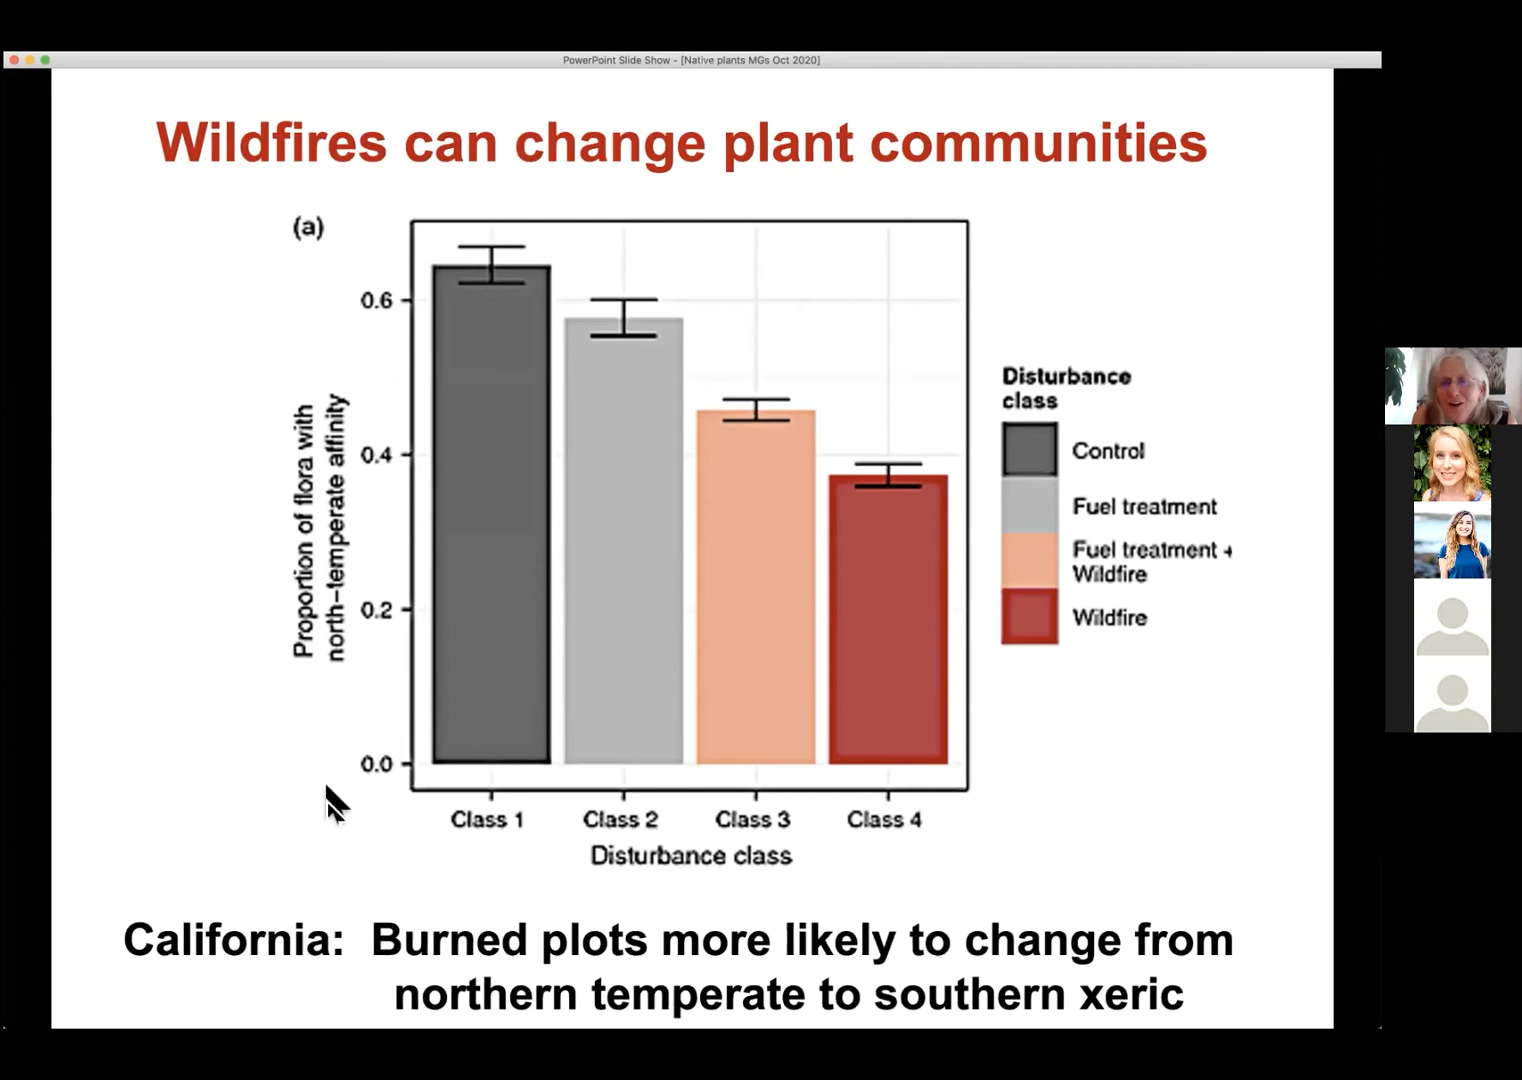 PowerPoint Slide Show - [Native plants MGs Oct 2020]
Wildfires can change plant communities
(a)
Proportion of flora with
north-temperate affinity
0.6
0.4
0.2
0.0
Class 1 Class 2 Class 3 Class 4
Disturbance class
Disturbance
class
Control
Fuel treatment
Fuel treatment +
Wildfire
Wildfire
California: Burned plots more likely to change from
northern temperate to southern xeric